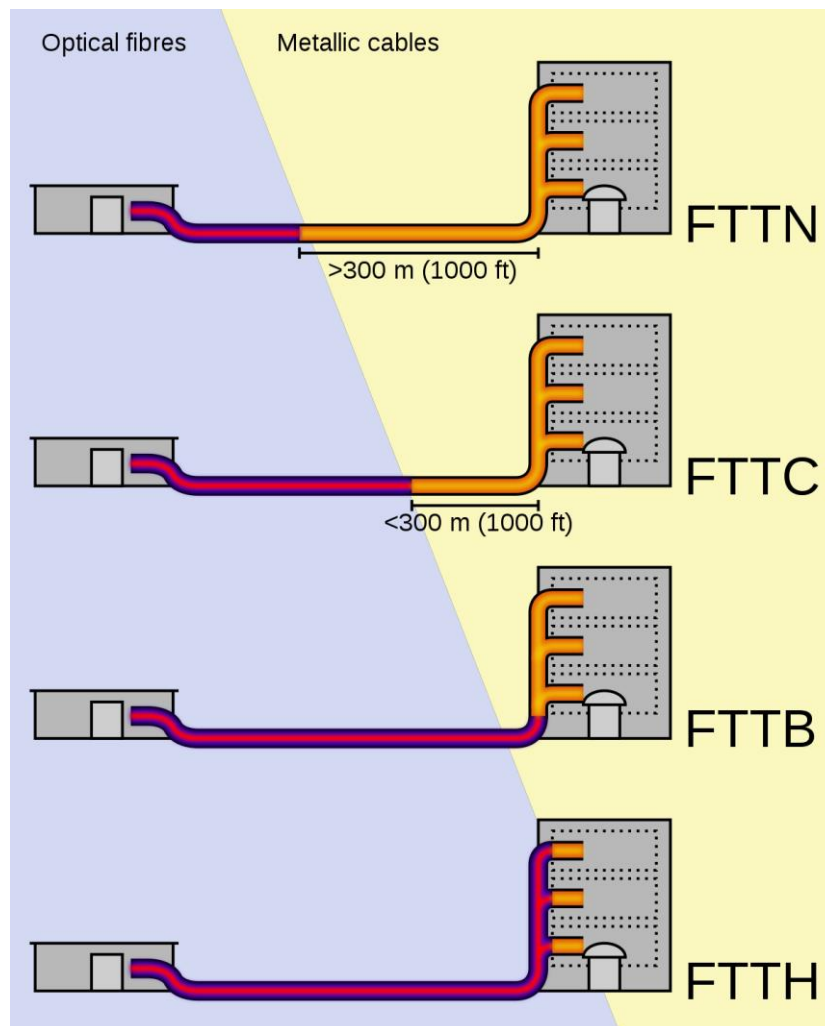 Optical fibres
Metallic cables
FTTN
>300 m (1000 ft)
FTTC
<300 m (1000 ft)
FTTB
FTTH